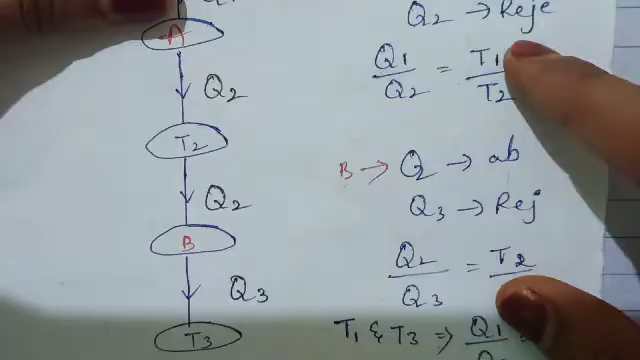 A
Q2
T2
Q2
B
Q3
T3
Q2 → Reje
Q1/Q2 = T1/T2
B → Q2 → ab
Q3 → Rej
Q2/Q3 = T2
T1 & T3 ⇒ Q1